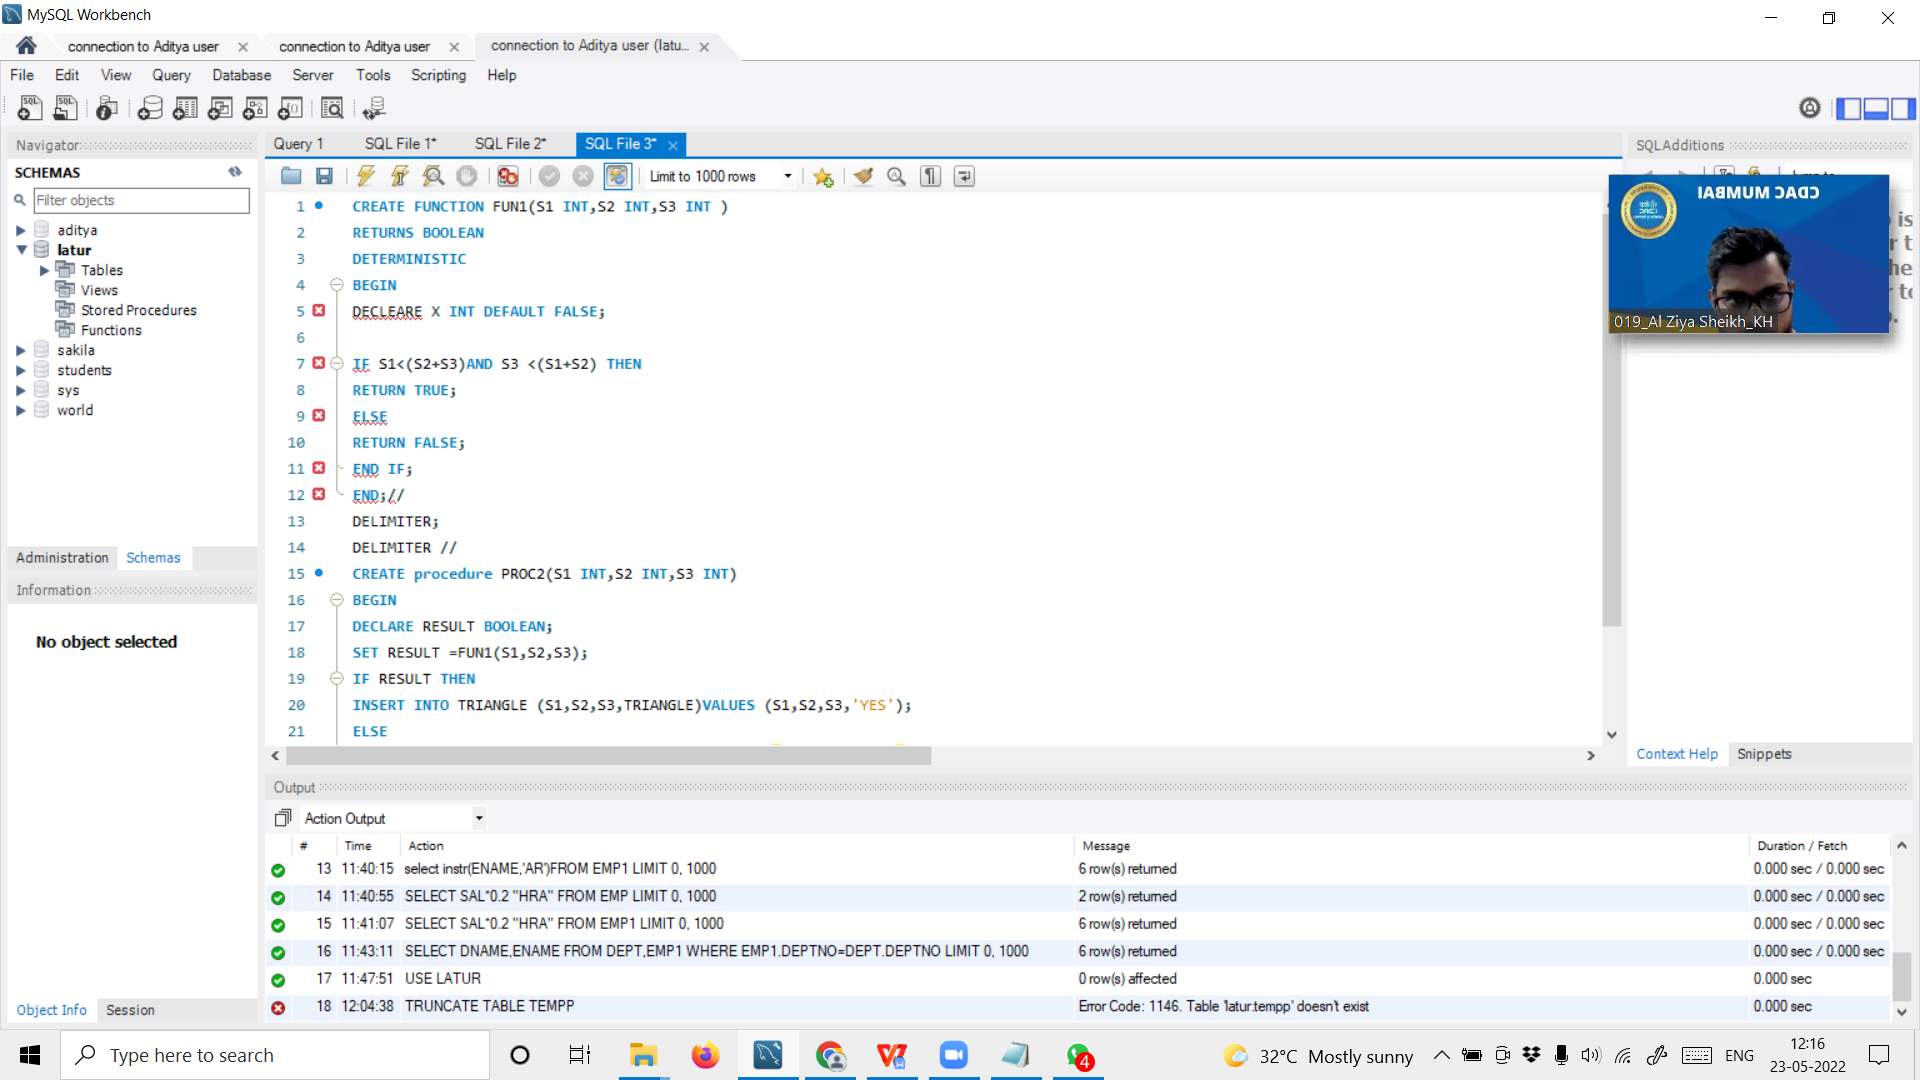 MySQL Workbench
connection to Aditya user
connection to Aditya user
connection to Aditya user (latu...
File Edit View Query Database Server Tools Scripting Help
Navigator
SCHEMAS
Filter objects
aditya
latur
Tables
Views
Stored Procedures
Functions
sakila
students
sys
world
Administration Schemas
Information
No object selected
Object Info Session
Query 1 SQL File 1* SQL File 2* SQL File 3*
Limit to 1000 rows
1 CREATE FUNCTION FUN1(S1 INT,S2 INT,S3 INT )
2 RETURNS BOOLEAN
3 DETERMINISTIC
4 BEGIN
5 DECLEARE X INT DEFAULT FALSE;
6
7 IF S1<(S2+S3)AND S3 <(S1+S2) THEN
8 RETURN TRUE;
9 ELSE
10 RETURN FALSE;
11 END IF;
12 END;//
13 DELIMITER;
14 DELIMITER //
15 CREATE procedure PROC2(S1 INT,S2 INT,S3 INT)
16 BEGIN
17 DECLARE RESULT BOOLEAN;
18 SET RESULT =FUN1(S1,S2,S3);
19 IF RESULT THEN
20 INSERT INTO TRIANGLE (S1,S2,S3,TRIANGLE)VALUES (S1,S2,S3,'YES');
21 ELSE
SQLAdditions
CDAC MUMBAI
019_Al Ziya Sheikh_KH
Context Help Snippets
Output
Action Output
# Time Action Message Duration / Fetch
13 11:40:15 select instr(ENAME,'AR')FROM EMP1 LIMIT 0, 1000 6 row(s) returned 0.000 sec / 0.000 sec
14 11:40:55 SELECT SAL*0.2 "HRA" FROM EMP LIMIT 0, 1000 2 row(s) returned 0.000 sec / 0.000 sec
15 11:41:07 SELECT SAL*0.2 "HRA" FROM EMP1 LIMIT 0, 1000 6 row(s) returned 0.000 sec / 0.000 sec
16 11:43:11 SELECT DNAME,ENAME FROM DEPT,EMP1 WHERE EMP1.DEPTNO=DEPT.DEPTNO LIMIT 0, 1000 6 row(s) returned 0.000 sec / 0.000 sec
17 11:47:51 USE LATUR 0 row(s) affected 0.000 sec
18 12:04:38 TRUNCATE TABLE TEMPP Error Code: 1146. Table 'latur.tempp' doesn't exist 0.000 sec
Type here to search
4
32°C Mostly sunny
ENG
12:16
23-05-2022